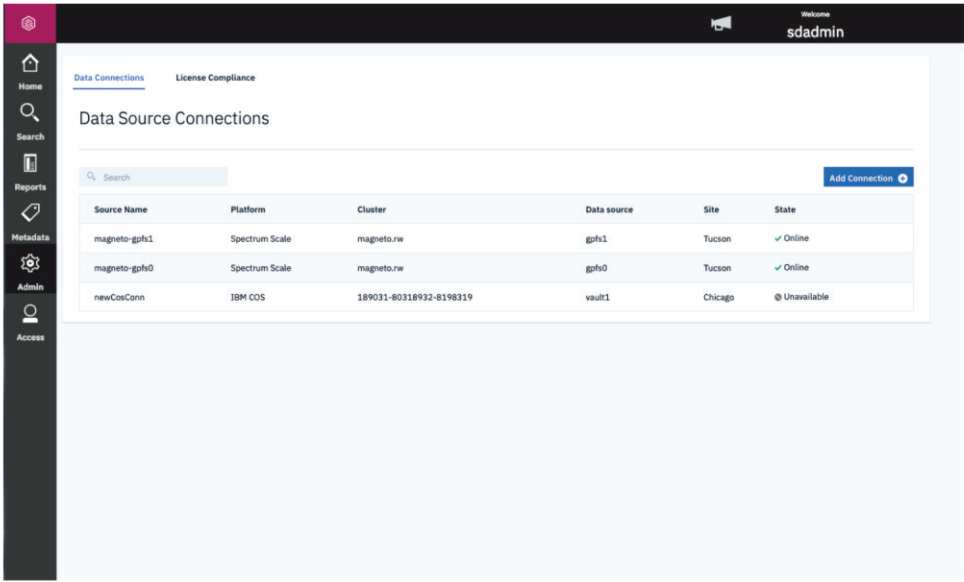 Welcome
sdadmin
Home
Search
Reports
Metadata
Admin
Access
Data Connections License Compliance
Data Source Connections
Search
Add Connection
Source Name Platform Cluster Data source Site State
magneto-gpfs1 Spectrum Scale magneto.rw gpfs1 Tucson Online
magneto-gpfs0 Spectrum Scale magneto.rw gpfs0 Tucson Online
newCosConn IBM COS 189031-80318932-8198319 vault1 Chicago Unavailable